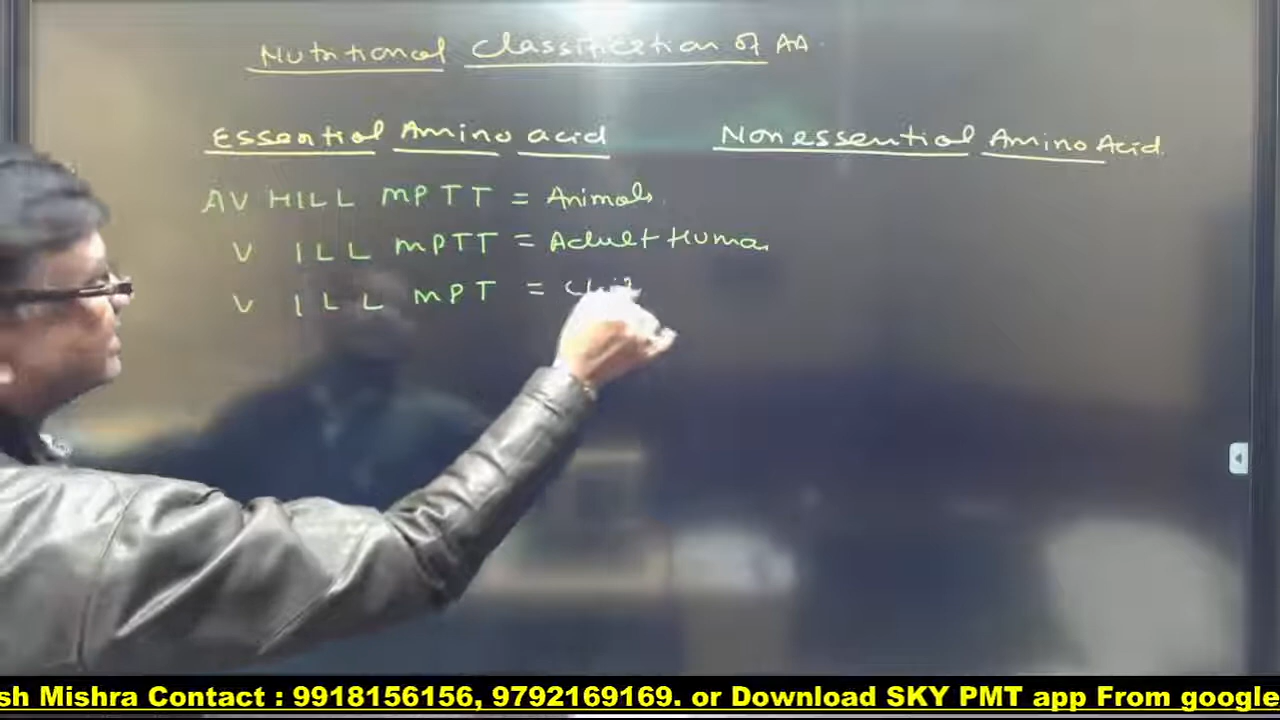 Nutritional Classification of AA
Essential Amino acid Nonessential Amino Acid.
AV HILL MPTT = Animals
V ILL MPTT = Adult Human
V ILL MPT =
sh Mishra Contact : 9918156156, 9792169169. or Download SKY PMT app From google